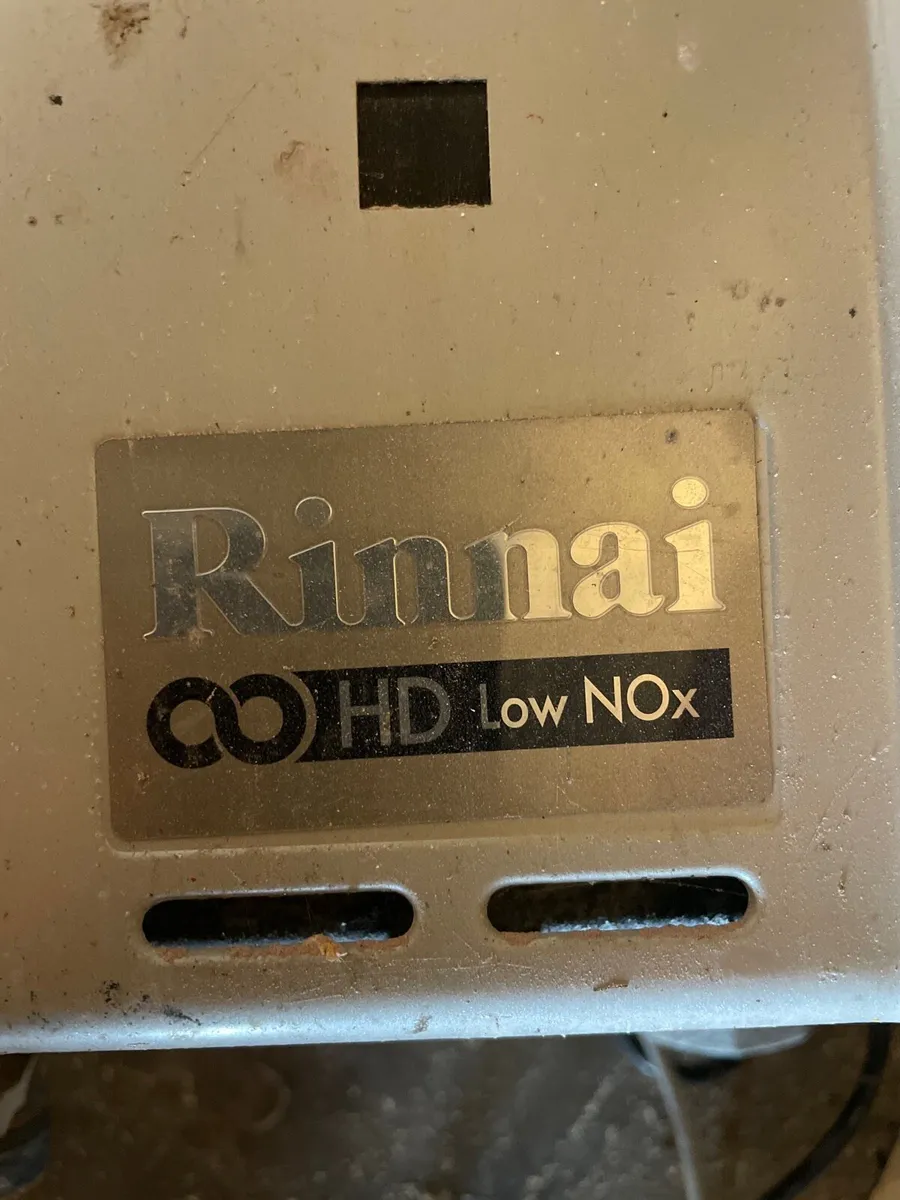 Rinnai
∞ HD Low NOx